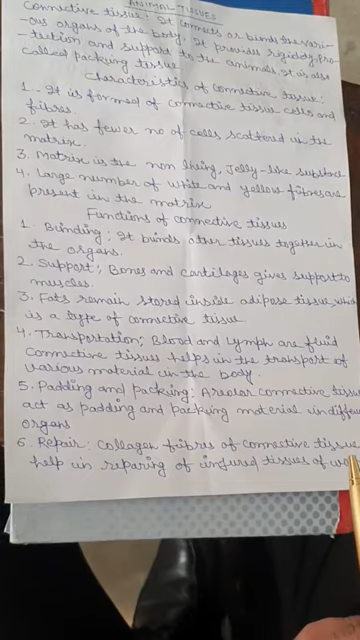 ANIMAL TISSUES
Connective tissue: It connects or binds the vari-
-ous organs of the body, It provides rigidity, Pro-
-tection and support to the animals. It is also
called packing tissue
Characteristics of connective tissue:
1. It is formed of connective tissue cells and
fibres.
2. It has fewer no of cells scattered in the
matrix.
3. Matrix is the non living, Jelly-like substance
4. Large number of white and yellow fibres are
present in the matrix
Functions of connective tissues
1 Binding: It binds other tissues together in
the organs.
2. Support; Bones and cartilages gives support to
muscles.
3. Fats remain stored inside adipose tissue, which
is a type of connective tissue.
4. Transportation; Blood and Lymph are fluid
connective tissues helps in the transport of
various material in the body.
5. Padding and packing: Areolar connective tissue
act as padding and packing material in
organs
6. Repair: Collagen fibres of connective tissue
help in reparing of injured tissues of